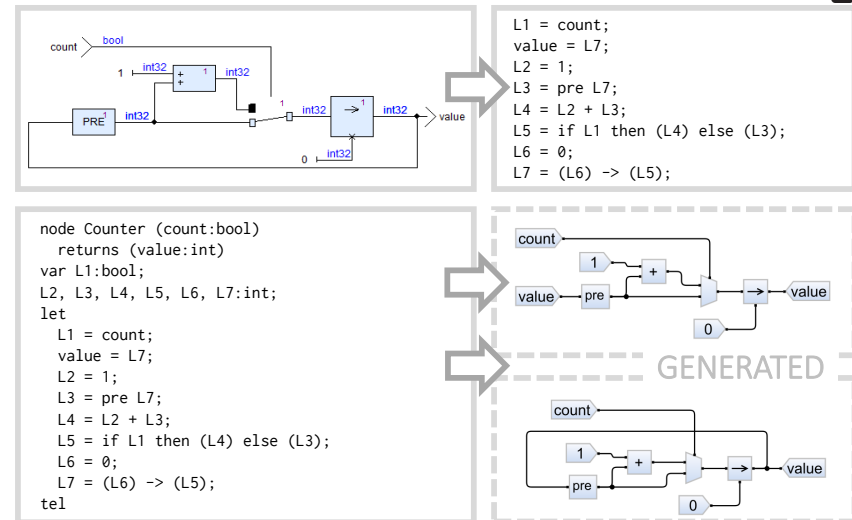 count
bool
1
int32
+
+
1
int32
PRE
1
int32
1
int32
→
1
int32
value
0
int32
L1 = count;
value = L7;
L2 = 1;
L3 = pre L7;
L4 = L2 + L3;
L5 = if L1 then (L4) else (L3);
L6 = 0;
L7 = (L6) -> (L5);
node Counter (count:bool)
returns (value:int)
var L1:bool;
L2, L3, L4, L5, L6, L7:int;
let
L1 = count;
value = L7;
L2 = 1;
L3 = pre L7;
L4 = L2 + L3;
L5 = if L1 then (L4) else (L3);
L6 = 0;
L7 = (L6) -> (L5);
tel
count
1
+
value
pre
→
value
0
GENERATED
count
1
+
pre
→
value
0